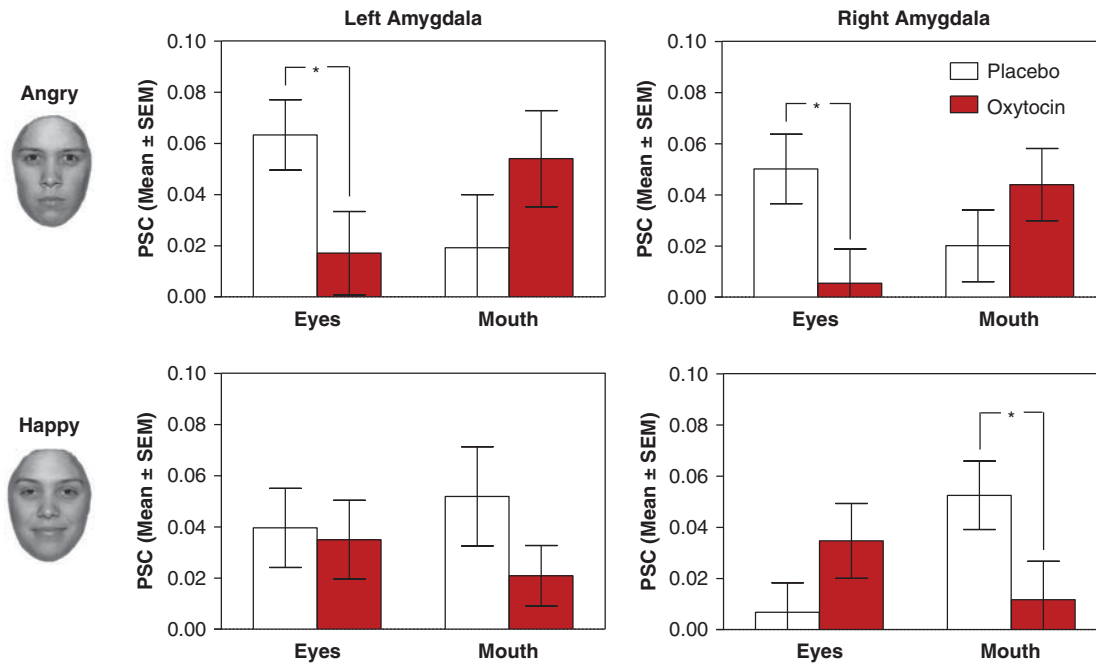 Left Amygdala
Right Amygdala
Angry
PSC (Mean ± SEM)
0.10
0.08
0.06
0.04
0.02
0.00
*
Eyes
Mouth
PSC (Mean ± SEM)
0.10
0.08
0.06
0.04
0.02
0.00
*
Placebo
Oxytocin
Eyes
Mouth
Happy
PSC (Mean ± SEM)
0.10
0.08
0.06
0.04
0.02
0.00
Eyes
Mouth
PSC (Mean ± SEM)
0.10
0.08
0.06
0.04
0.02
0.00
*
Eyes
Mouth